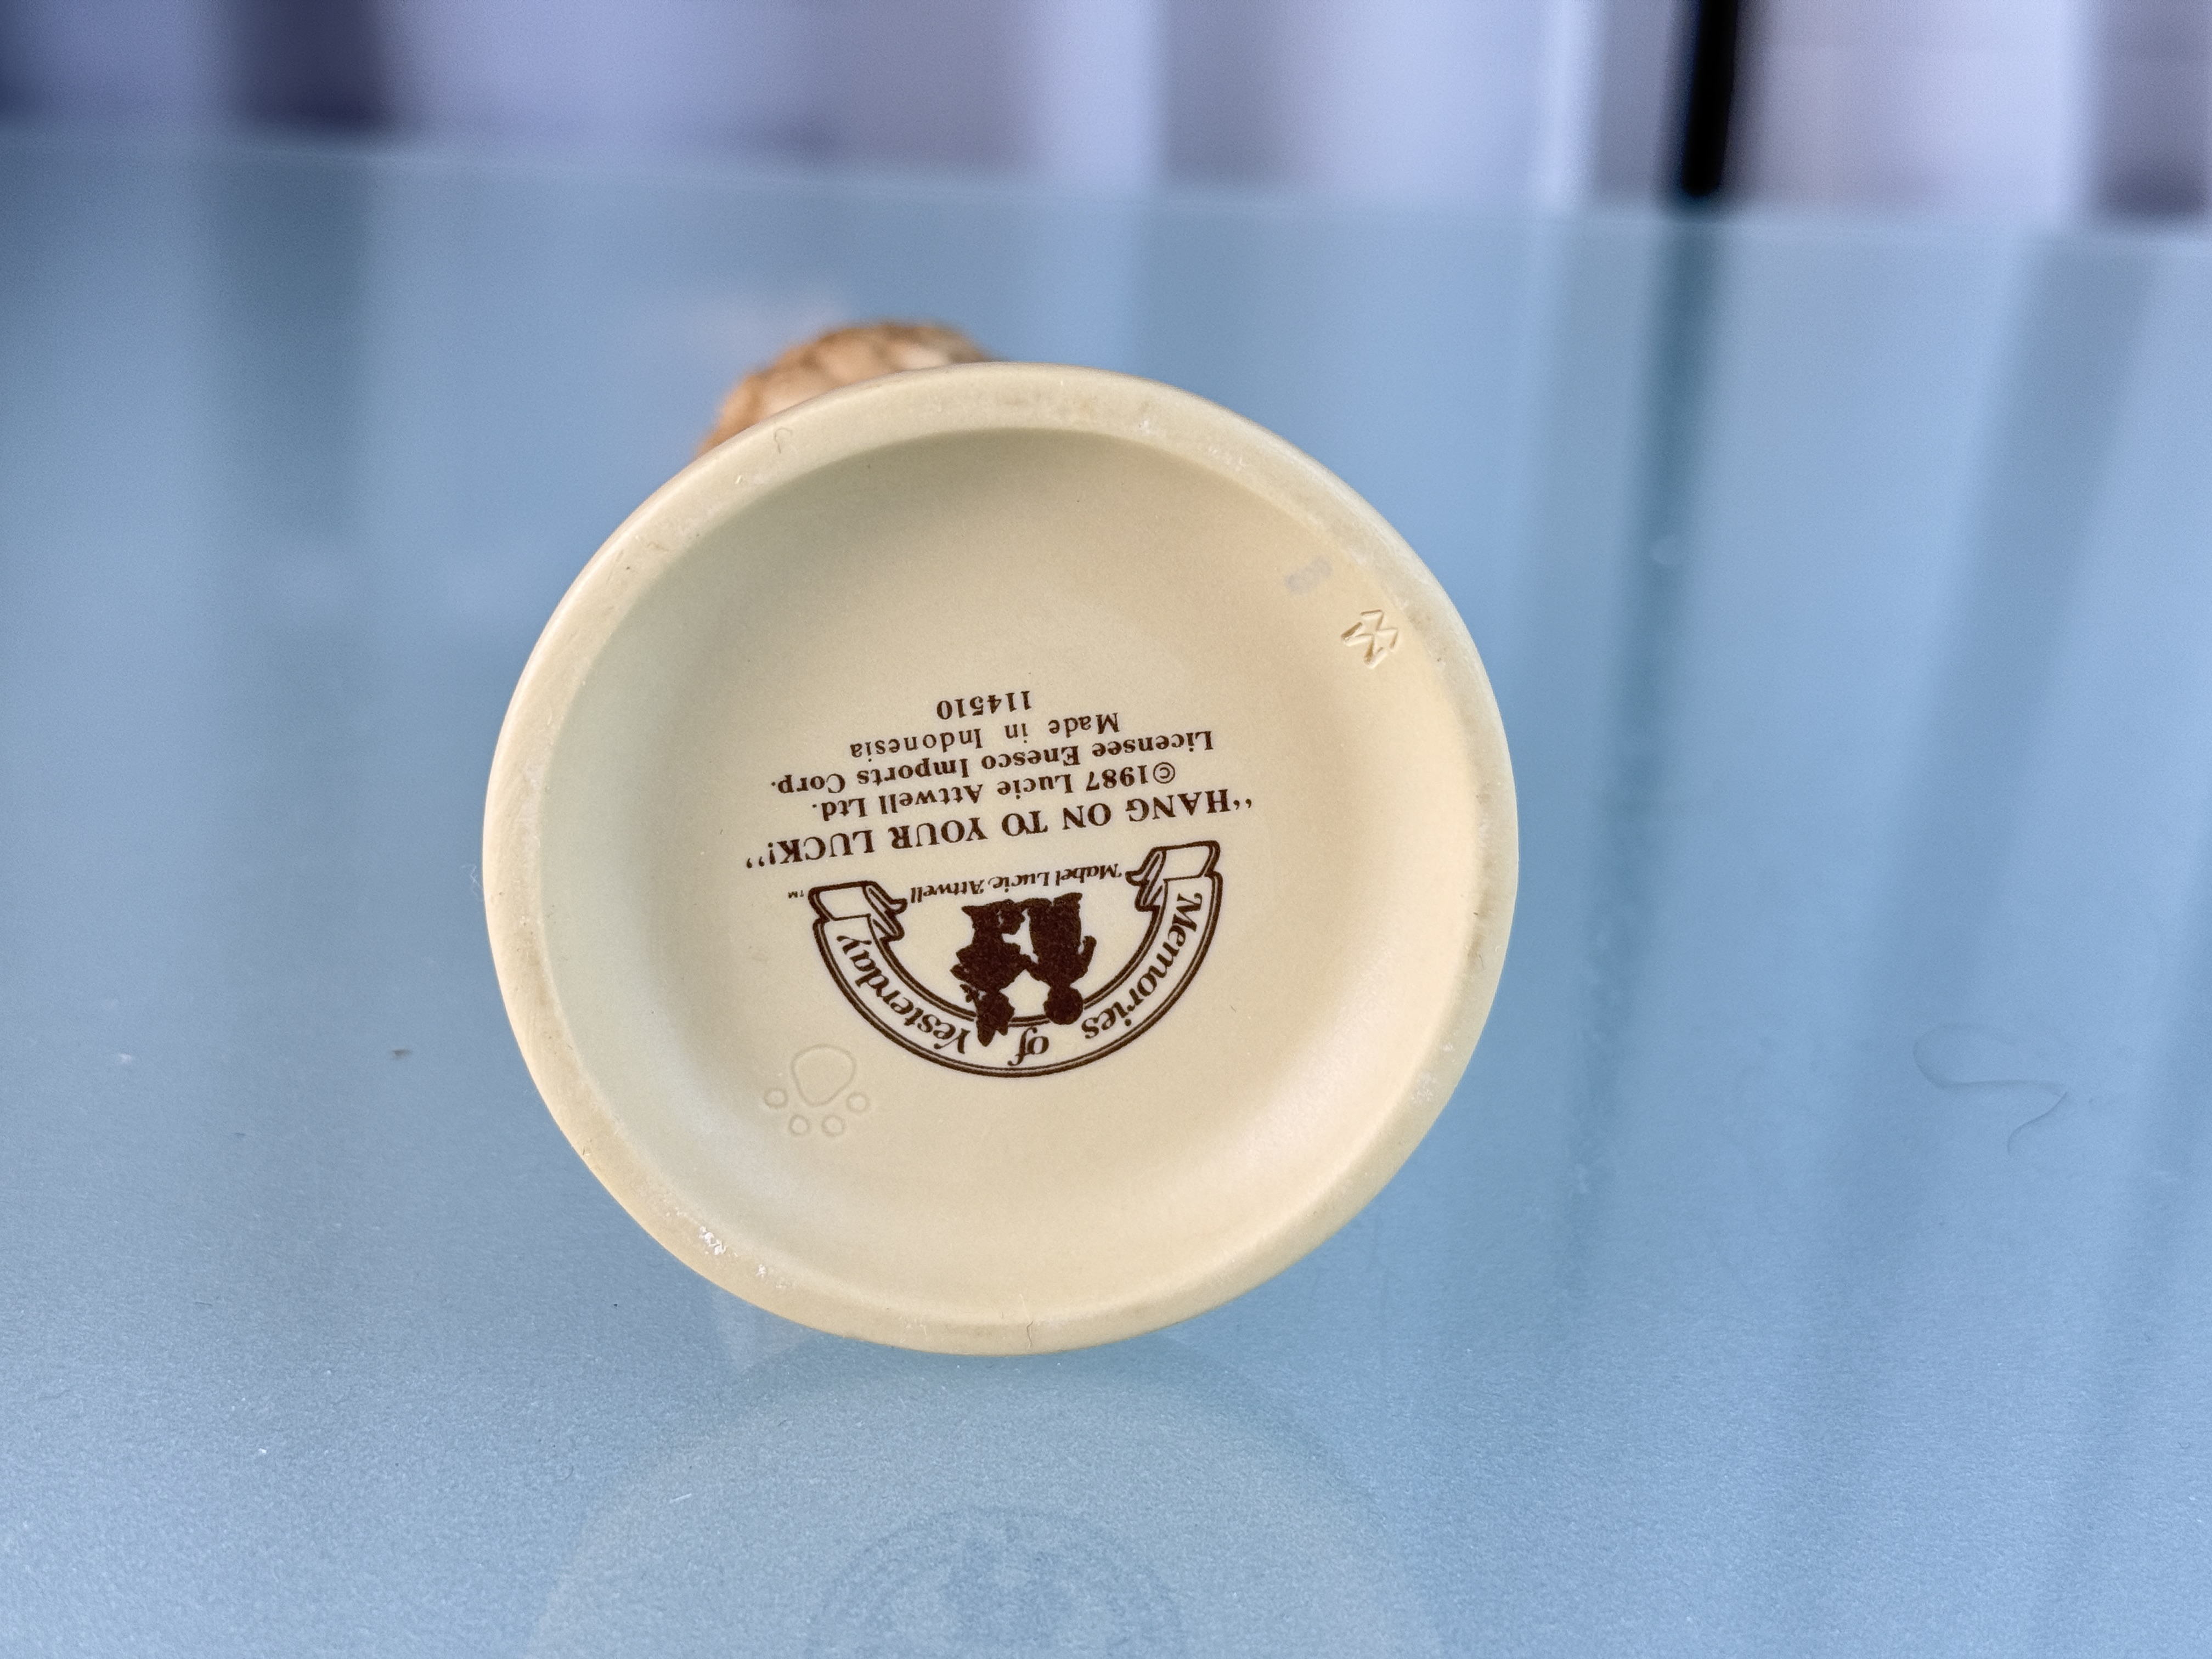 Memories of Yesterday
Mabel Lucie Attwell
TM
"HANG ON TO YOUR LUCK!"
©1987 Lucie Attwell Ltd.
Licensee Enesco Imports Corp.
Made in Indonesia
114510